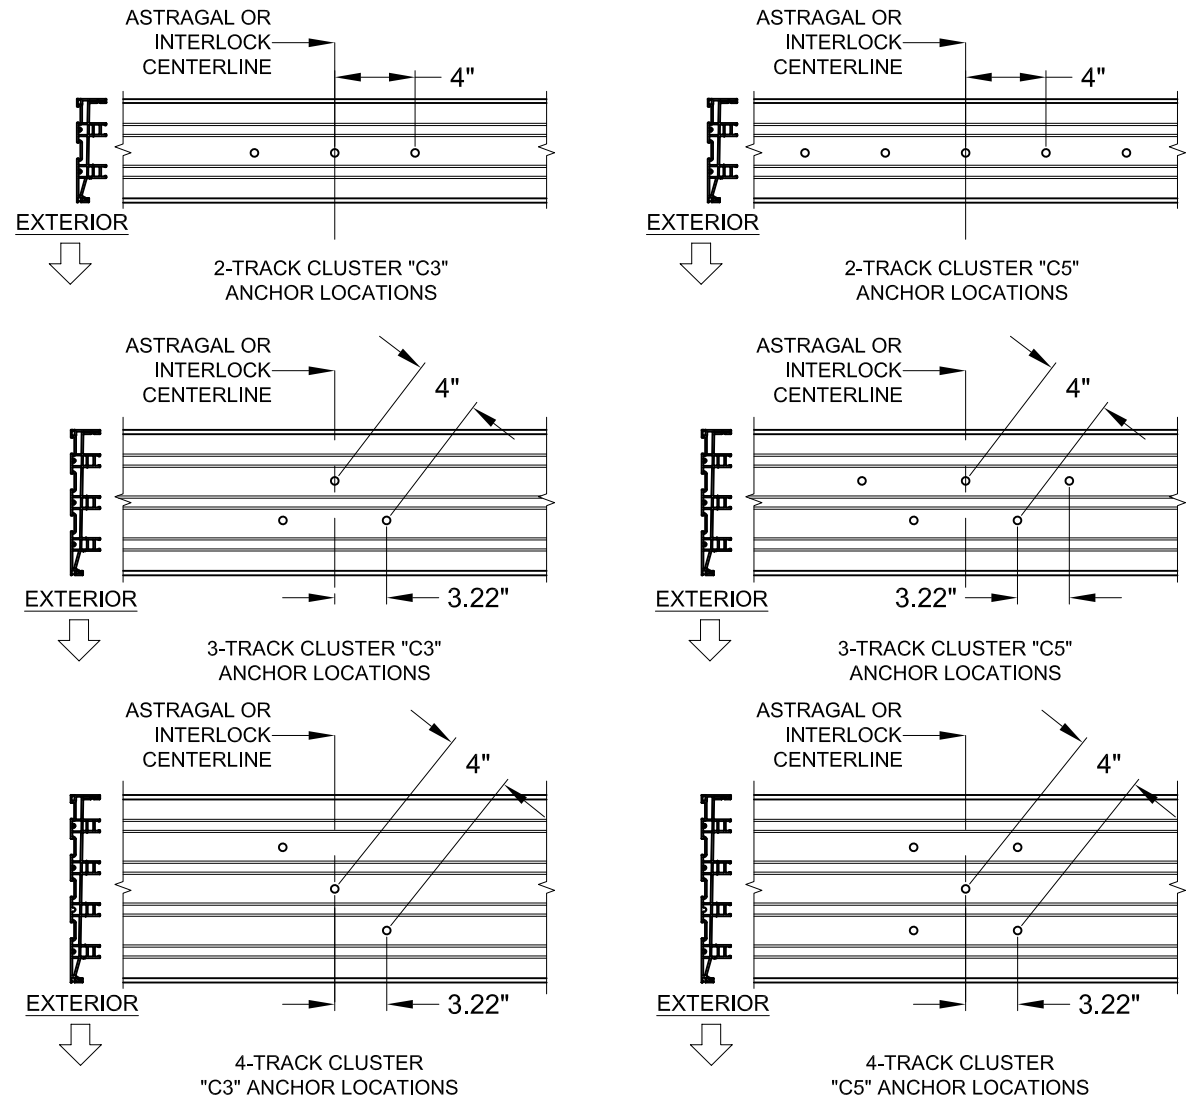 ASTRAGAL OR
INTERLOCK
CENTERLINE
4"
EXTERIOR
2-TRACK CLUSTER "C3"
ANCHOR LOCATIONS
ASTRAGAL OR
INTERLOCK
CENTERLINE
4"
EXTERIOR
2-TRACK CLUSTER "C5"
ANCHOR LOCATIONS
ASTRAGAL OR
INTERLOCK
CENTERLINE
4"
EXTERIOR
3.22"
3-TRACK CLUSTER "C3"
ANCHOR LOCATIONS
ASTRAGAL OR
INTERLOCK
CENTERLINE
4"
EXTERIOR
3.22"
3-TRACK CLUSTER "C5"
ANCHOR LOCATIONS
ASTRAGAL OR
INTERLOCK
CENTERLINE
4"
EXTERIOR
3.22"
4-TRACK CLUSTER
"C3" ANCHOR LOCATIONS
ASTRAGAL OR
INTERLOCK
CENTERLINE
4"
EXTERIOR
3.22"
4-TRACK CLUSTER
"C5" ANCHOR LOCATIONS